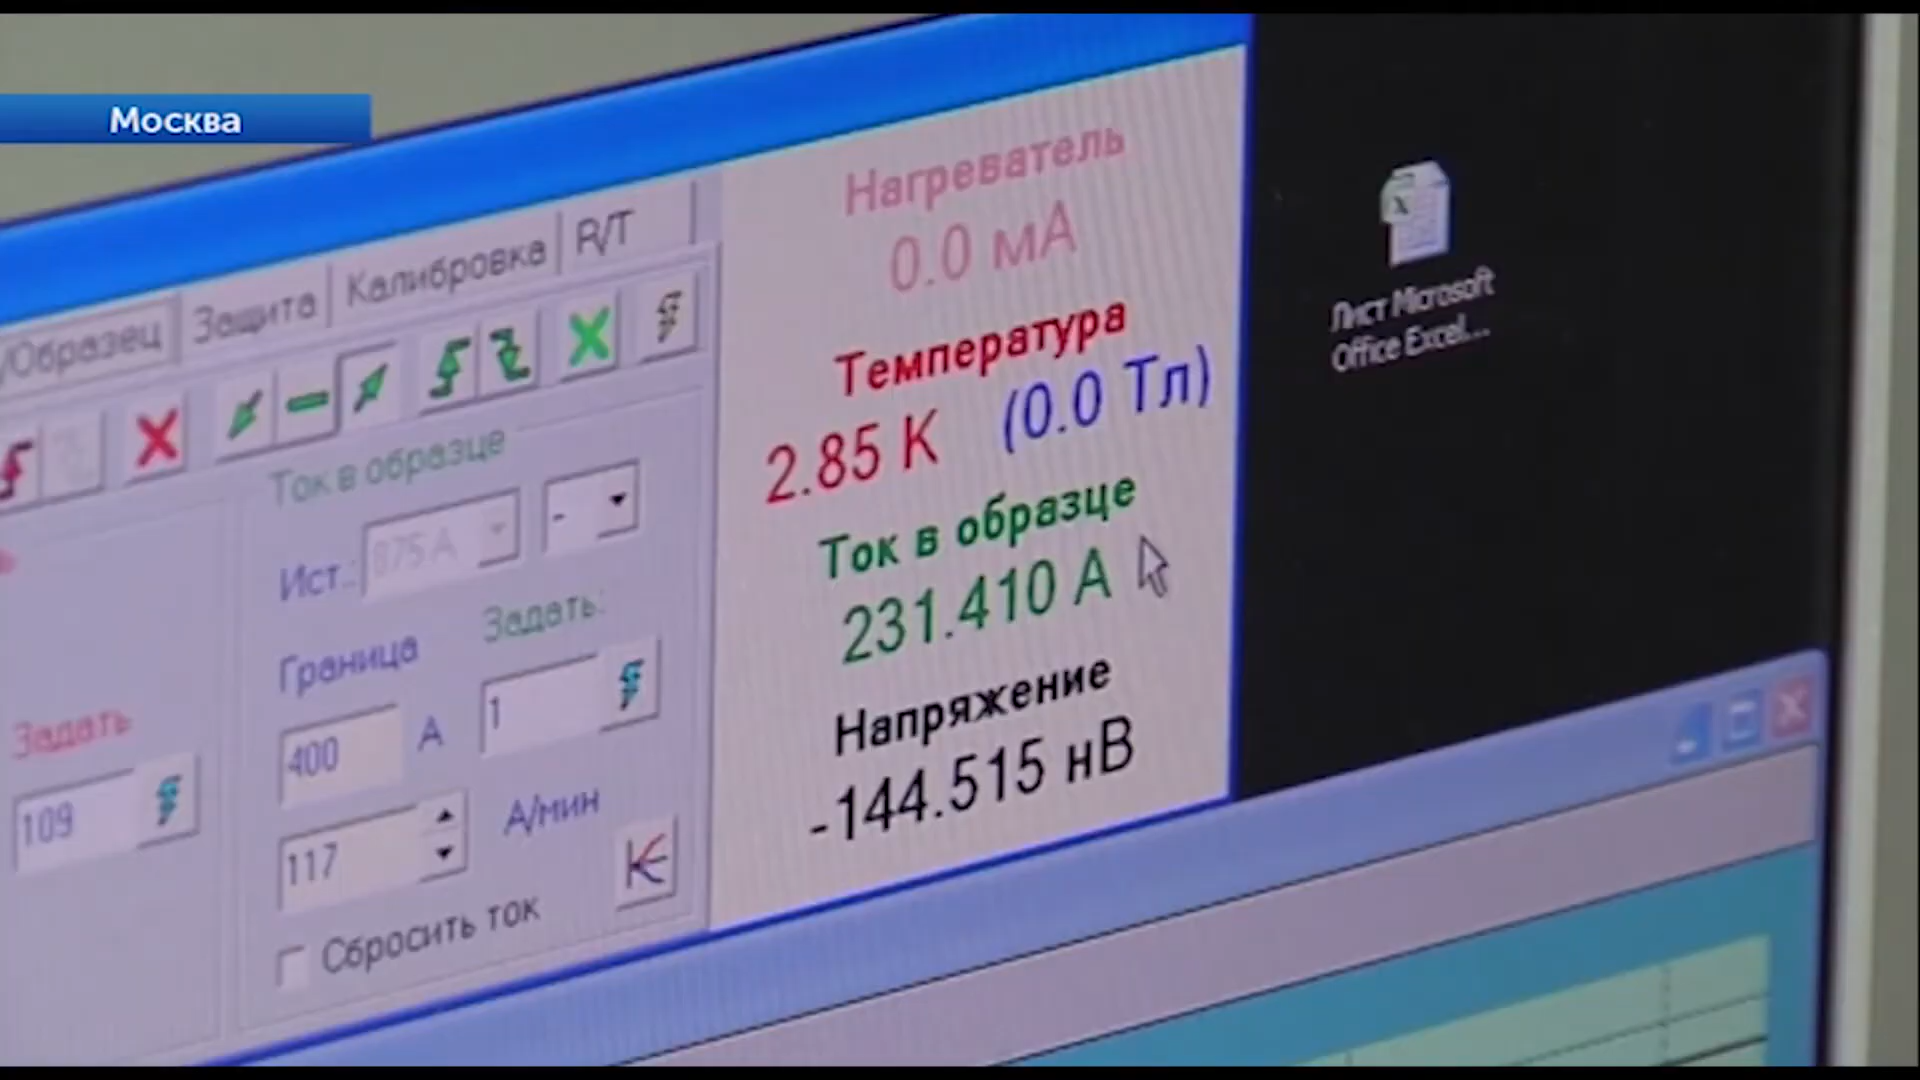 Москва
/Образец
Защита
Калибровка
R/T
Нагреватель
0.0 мА
Температура
2.85 К (0.0 Тл)
Ток в образце
231.410 А
Напряжение
-144.515 нВ
Ток в образце
Ист.: 875 А -
Граница
Задать:
400 А
1
117
А/мин
Сбросить ток
Задать
109
Лист Microsoft
Office Excel...